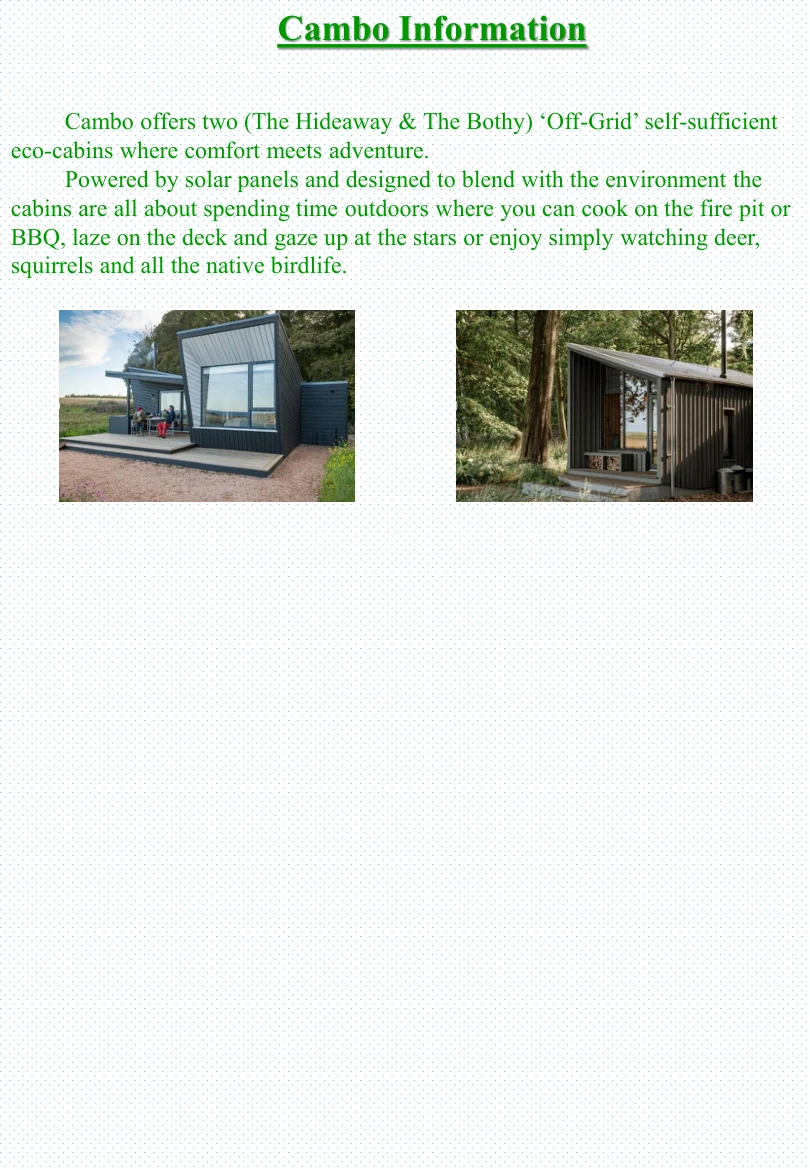 Cambo Information
Cambo offers two (The Hideaway & The Bothy) ‘Off-Grid’ self-sufficient
eco-cabins where comfort meets adventure.
Powered by solar panels and designed to blend with the environment the
cabins are all about spending time outdoors where you can cook on the fire pit or
BBQ, laze on the deck and gaze up at the stars or enjoy simply watching deer,
squirrels and all the native birdlife.